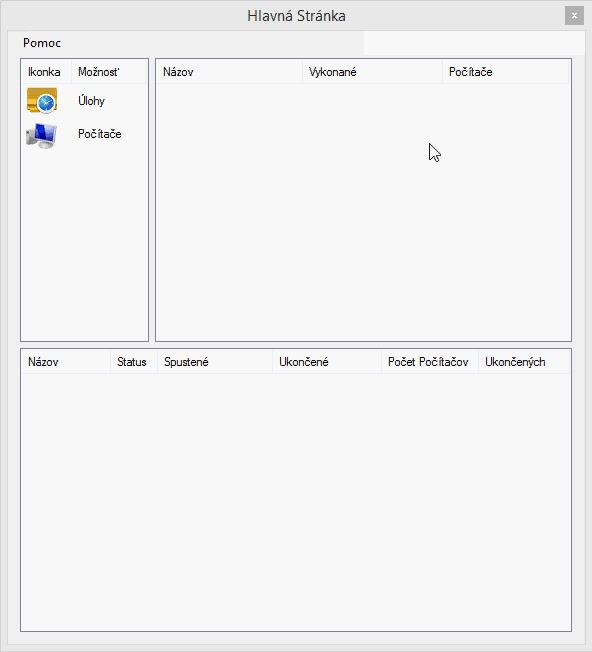 Hlavná Stránka
Pomoc
Ikonka Možnosť
Úlohy
Počítače
Názov Vykonané Počítače
Názov Status Spustené Ukončené Počet Počítačov Ukončených